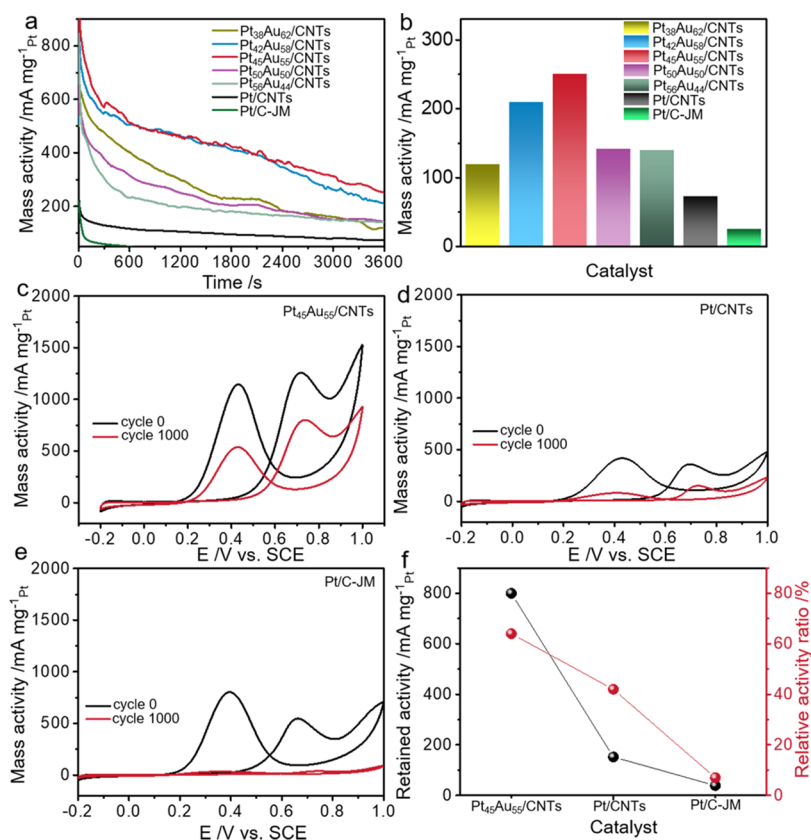 a
Mass activity /mA mg⁻¹Pt
800
600
400
200
0
600
1200
1800
2400
3000
3600
Time /s
Pt₃₈Au₆₂/CNTs
Pt₄₂Au₅₈/CNTs
Pt₄₅Au₅₅/CNTs
Pt₅₀Au₅₀/CNTs
Pt₅₆Au₄₄/CNTs
Pt/CNTs
Pt/C-JM
b
Mass activity /mA mg⁻¹Pt
300
200
100
0
Catalyst
Pt₃₈Au₆₂/CNTs
Pt₄₂Au₅₈/CNTs
Pt₄₅Au₅₅/CNTs
Pt₅₀Au₅₀/CNTs
Pt₅₆Au₄₄/CNTs
Pt/CNTs
Pt/C-JM
c
Mass activity /mA mg⁻¹Pt
2000
1500
1000
500
0
Pt₄₅Au₅₅/CNTs
cycle 0
cycle 1000
-0.2 0.0 0.2 0.4 0.6 0.8 1.0
E /V vs. SCE
d
Mass activity /mA mg⁻¹Pt
2000
1500
1000
500
0
Pt/CNTs
cycle 0
cycle 1000
-0.2 0.0 0.2 0.4 0.6 0.8 1.0
E /V vs. SCE
e
Mass activity /mA mg⁻¹Pt
2000
1500
1000
500
0
Pt/C-JM
cycle 0
cycle 1000
-0.2 0.0 0.2 0.4 0.6 0.8 1.0
E /V vs. SCE
f
Retained activity /mA mg⁻¹Pt
800
600
400
200
0
Relative activity ratio /%
80
60
40
20
0
Pt₄₅Au₅₅/CNTs
Pt/CNTs
Pt/C-JM
Catalyst